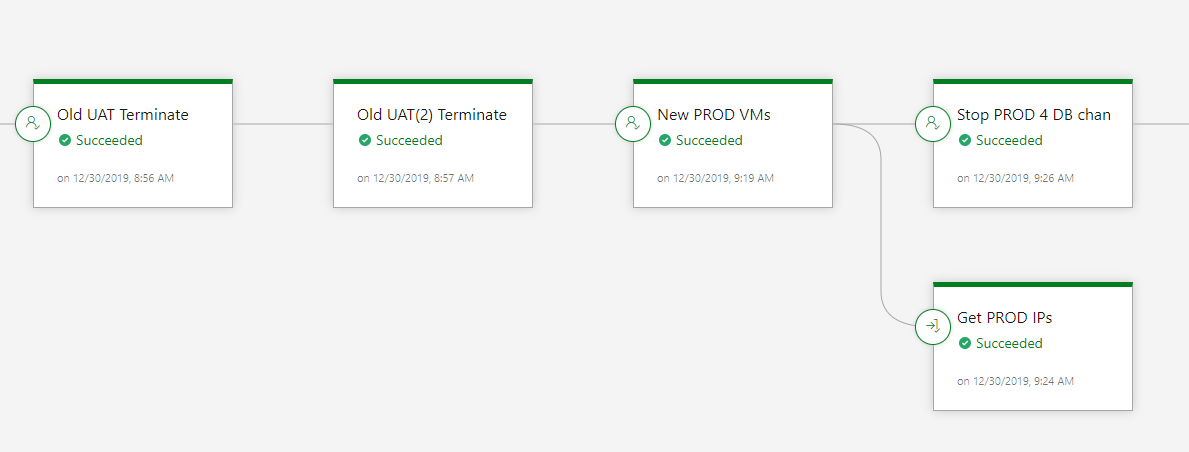 Old UAT Terminate
Succeeded
on 12/30/2019, 8:56 AM
Old UAT(2) Terminate
Succeeded
on 12/30/2019, 8:57 AM
New PROD VMs
Succeeded
on 12/30/2019, 9:19 AM
Stop PROD 4 DB chan
Succeeded
on 12/30/2019, 9:26 AM
Get PROD IPs
Succeeded
on 12/30/2019, 9:24 AM